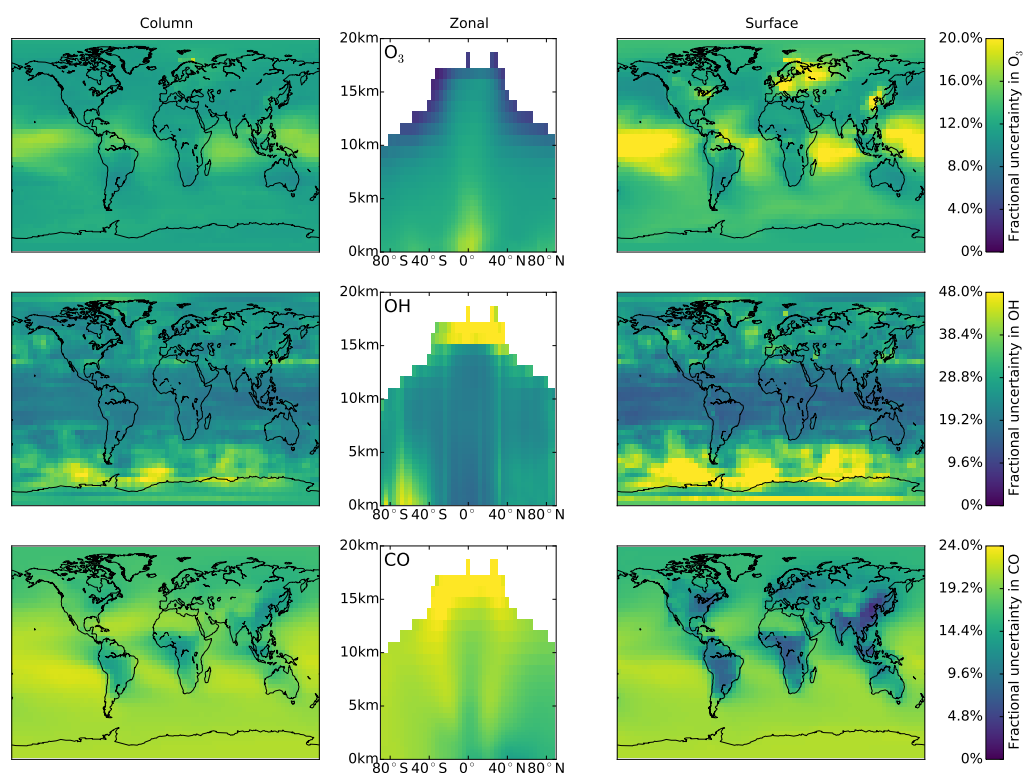 Column Zonal Surface
20km O₃ 20.0%
15km 16.0%
12.0%
10km 8.0%
5km 4.0%
0km 0%
80°S 40°S 0° 40°N 80°N
Fractional uncertainty in O₃
20km OH 48.0%
15km 38.4%
28.8%
10km 19.2%
5km 9.6%
0km 0%
80°S 40°S 0° 40°N 80°N
Fractional uncertainty in OH
20km CO 24.0%
15km 19.2%
14.4%
10km 9.6%
5km 4.8%
0km 0%
80°S 40°S 0° 40°N 80°N
Fractional uncertainty in CO